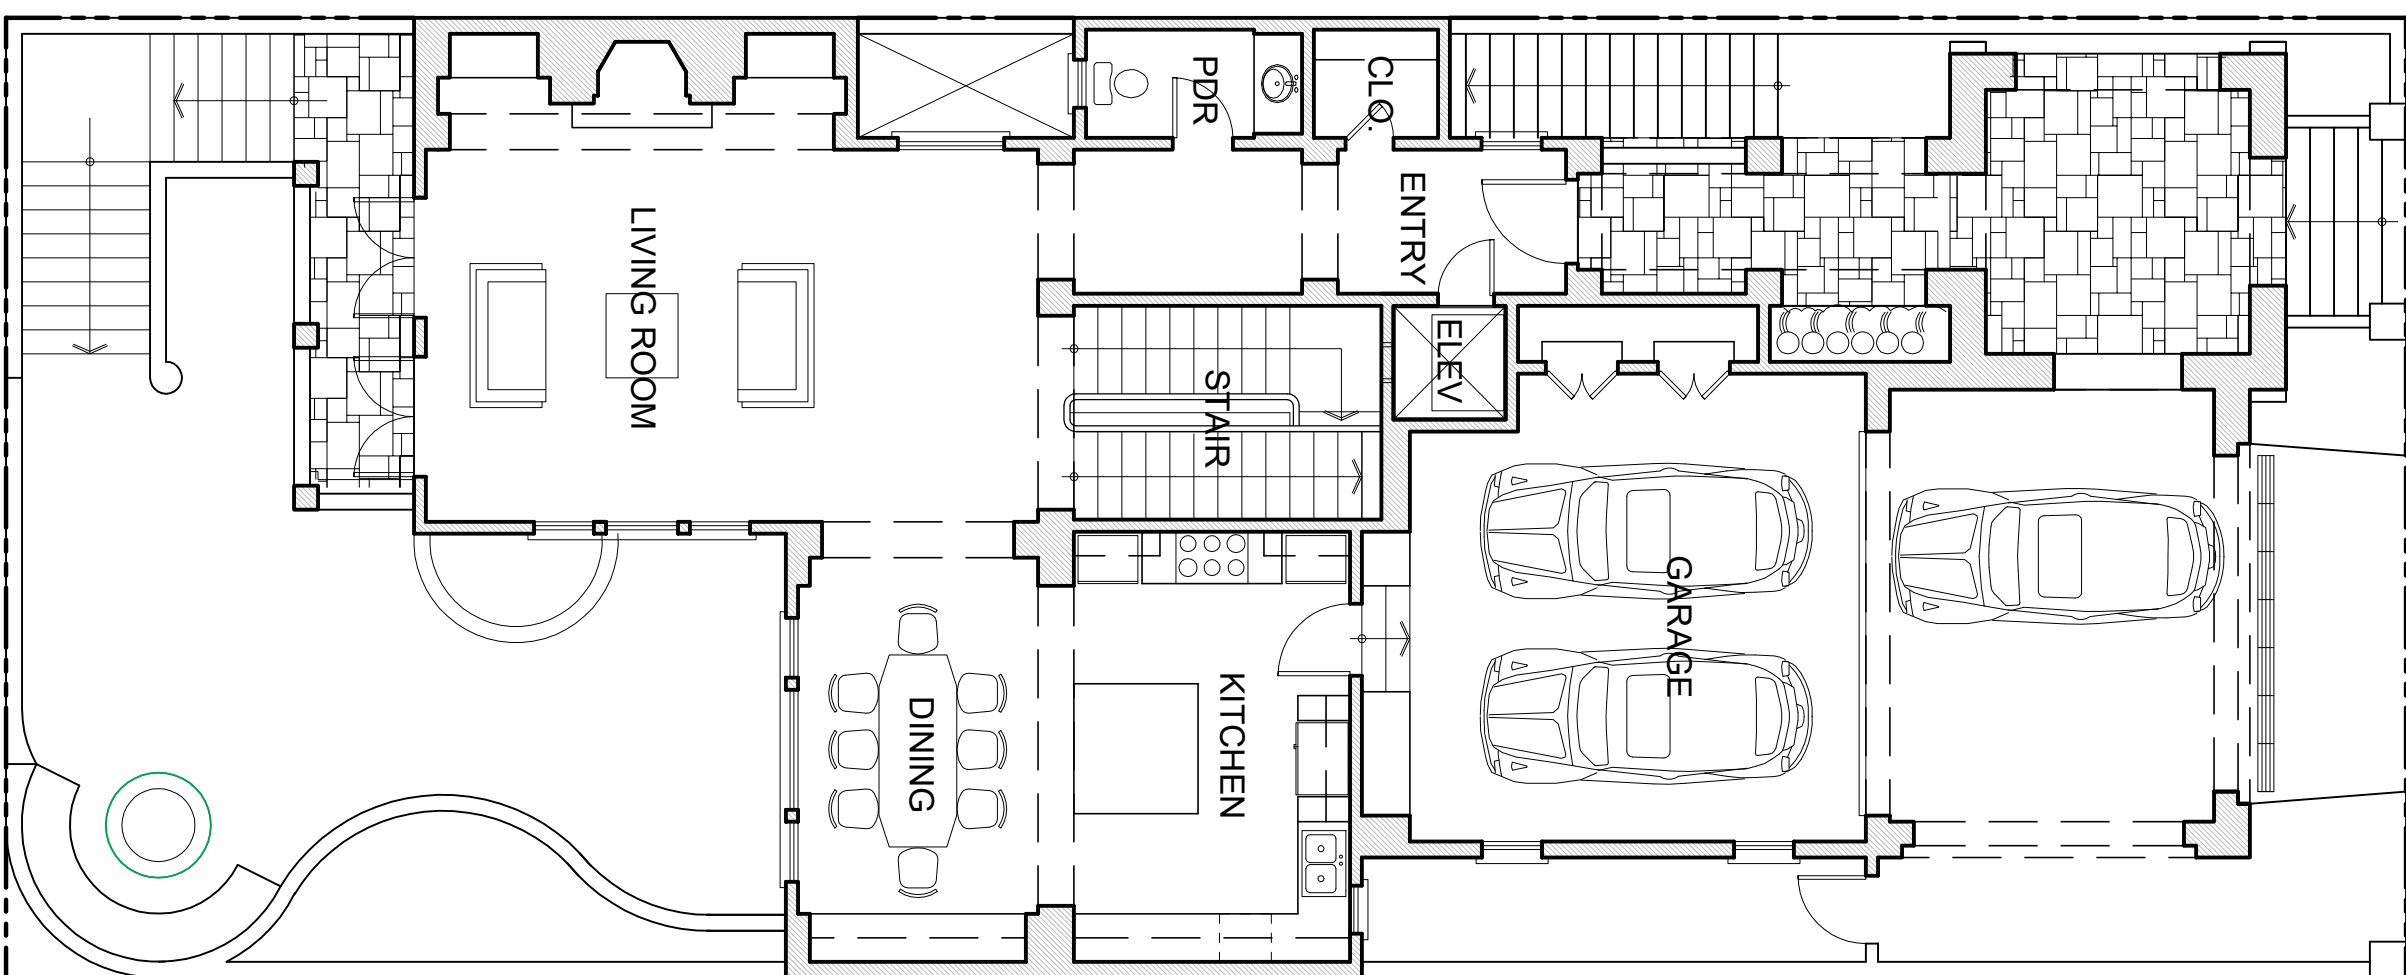 PDR
CLO.
LIVING ROOM
ENTRY
ELEV
STAIR
GARAGE
DINING
KITCHEN